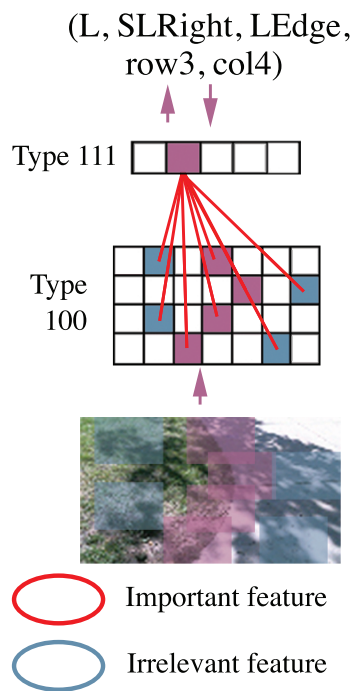 (L, SLRight, LEdge,
row3, col4)
Type 111
Type
100
Important feature
Irrelevant feature